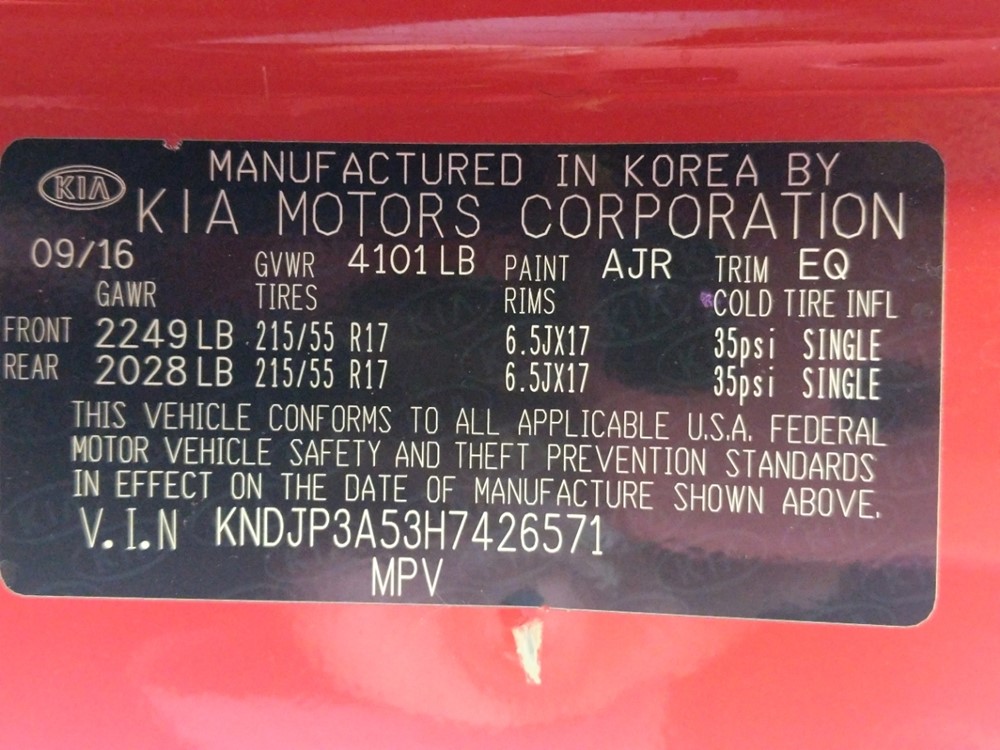 KIA
MANUFACTURED IN KOREA BY
KIA MOTORS CORPORATION
09/16 GVWR 4101 LB PAINT AJR TRIM EQ
GAWR TIRES RIMS COLD TIRE INFL
FRONT 2249 LB 215/55 R17 6.5JX17 35psi SINGLE
REAR 2028 LB 215/55 R17 6.5JX17 35psi SINGLE
THIS VEHICLE CONFORMS TO ALL APPLICABLE U.S.A. FEDERAL
MOTOR VEHICLE SAFETY AND THEFT PREVENTION STANDARDS
IN EFFECT ON THE DATE OF MANUFACTURE SHOWN ABOVE.
V.I.N KNDJP3A53H7426571
MPV